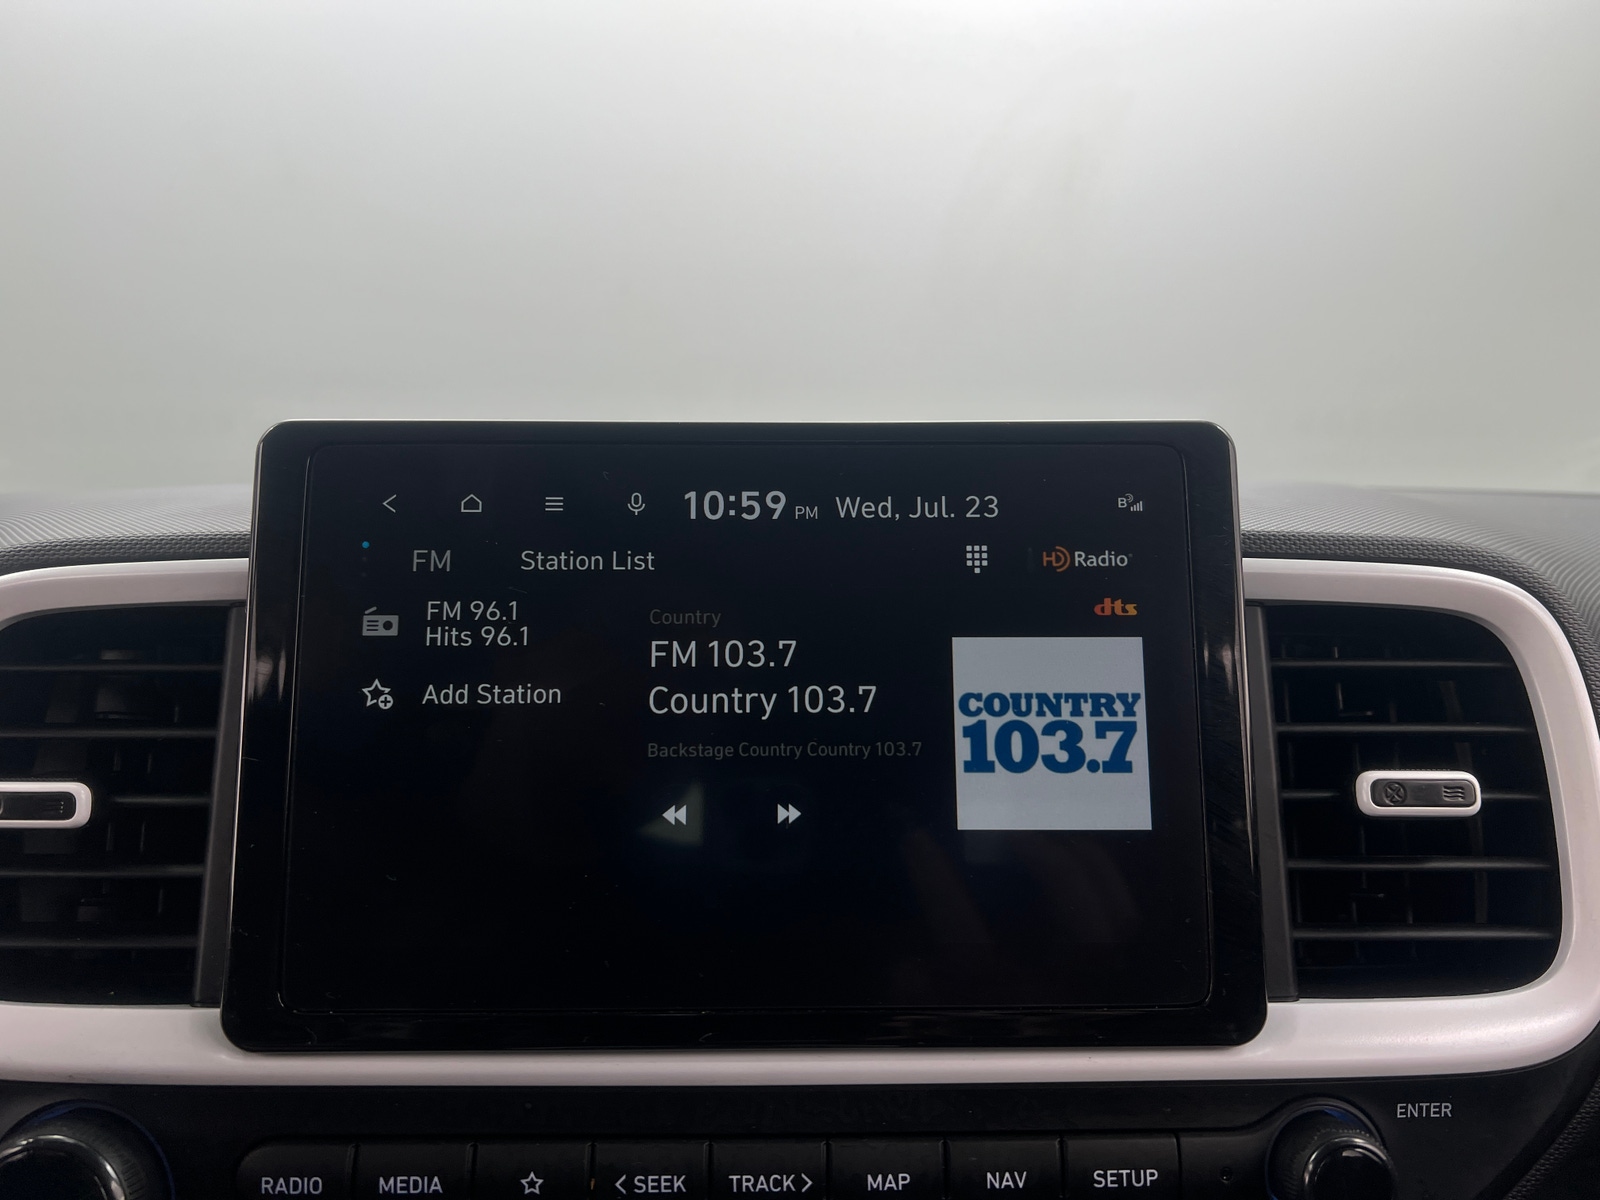 10:59 PM Wed, Jul. 23
B
FM Station List
HD Radio
dts
FM 96.1
Hits 96.1
Add Station
Country
FM 103.7
Country 103.7
Backstage Country Country 103.7
COUNTRY
103.7
ENTER
RADIO
MEDIA
< SEEK
TRACK >
MAP
NAV
SETUP